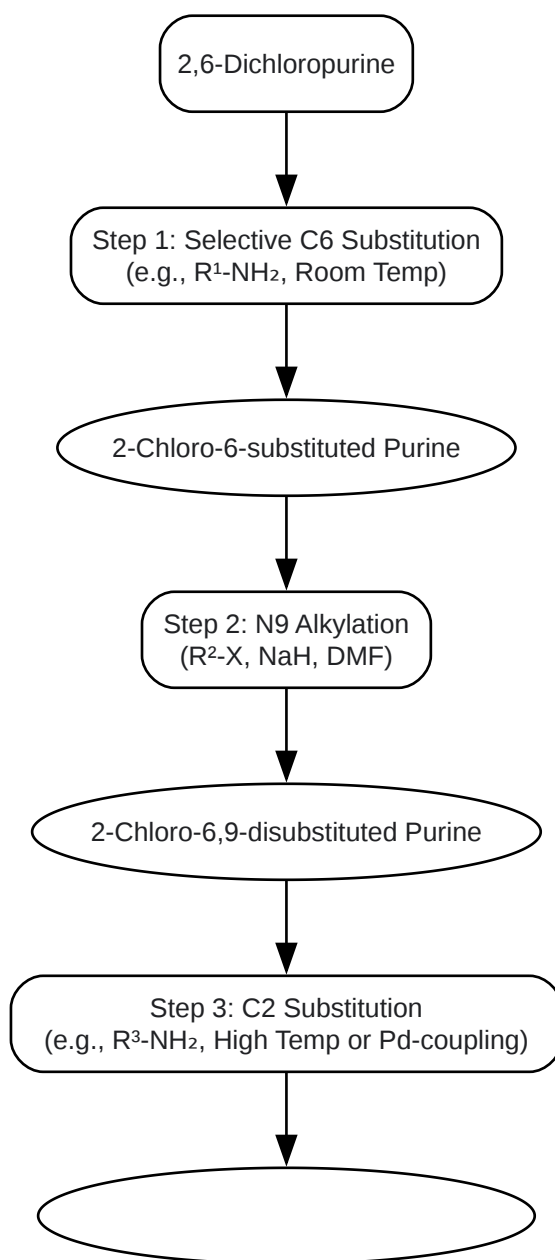 2,6-Dichloropurine
Step 1: Selective C6 Substitution
(e.g., R¹-NH₂, Room Temp)
2-Chloro-6-substituted Purine
Step 2: N9 Alkylation
(R²-X, NaH, DMF)
2-Chloro-6,9-disubstituted Purine
Step 3: C2 Substitution
(e.g., R³-NH₂, High Temp or Pd-coupling)